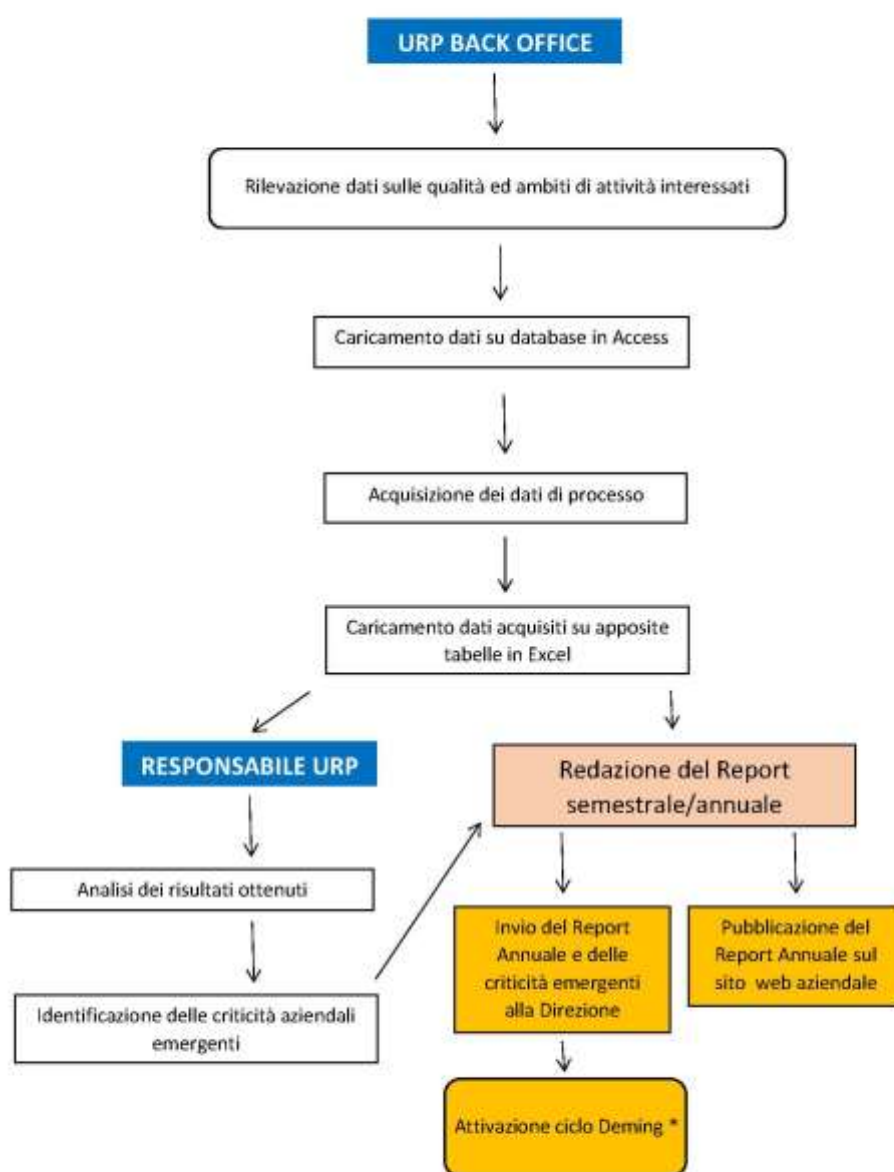 URP BACK OFFICE
Rilevazione dati sulle qualità ed ambiti di attività interessati
Caricamento dati su database in Access
Acquisizione dei dati di processo
Caricamento dati acquisiti su apposite
tabelle in Excel
RESPONSABILE URP
Analisi dei risultati ottenuti
Identificazione delle criticità aziendali
emergenti
Redazione del Report
semestrale/annuale
Invio del Report
Annuale e delle
criticità emergenti
alla Direzione
Pubblicazione del
Report Annuale sul
sito web aziendale
Attivazione ciclo Deming *